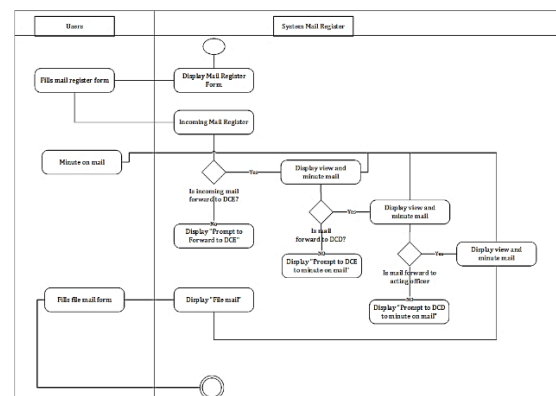 Users
System Mail Register
Display Mail Register
Form
Fills mail register form
Incoming Mail Register
Minute on mail
Yes
Display view and
minute mail
Is incoming mail
forward to DCE?
No
Display "Prompt to
Forward to DCE"
Yes
Display view and
minute mail
Is mail
forward to DCD?
NO
Display "Prompt to DCE
to minute on mail"
Yes
Display view and
minute mail
Is mail forward to
acting officer
NO
Display "Prompt to DCD
to minute on mail"
Fills file mail form
Display "File mail"